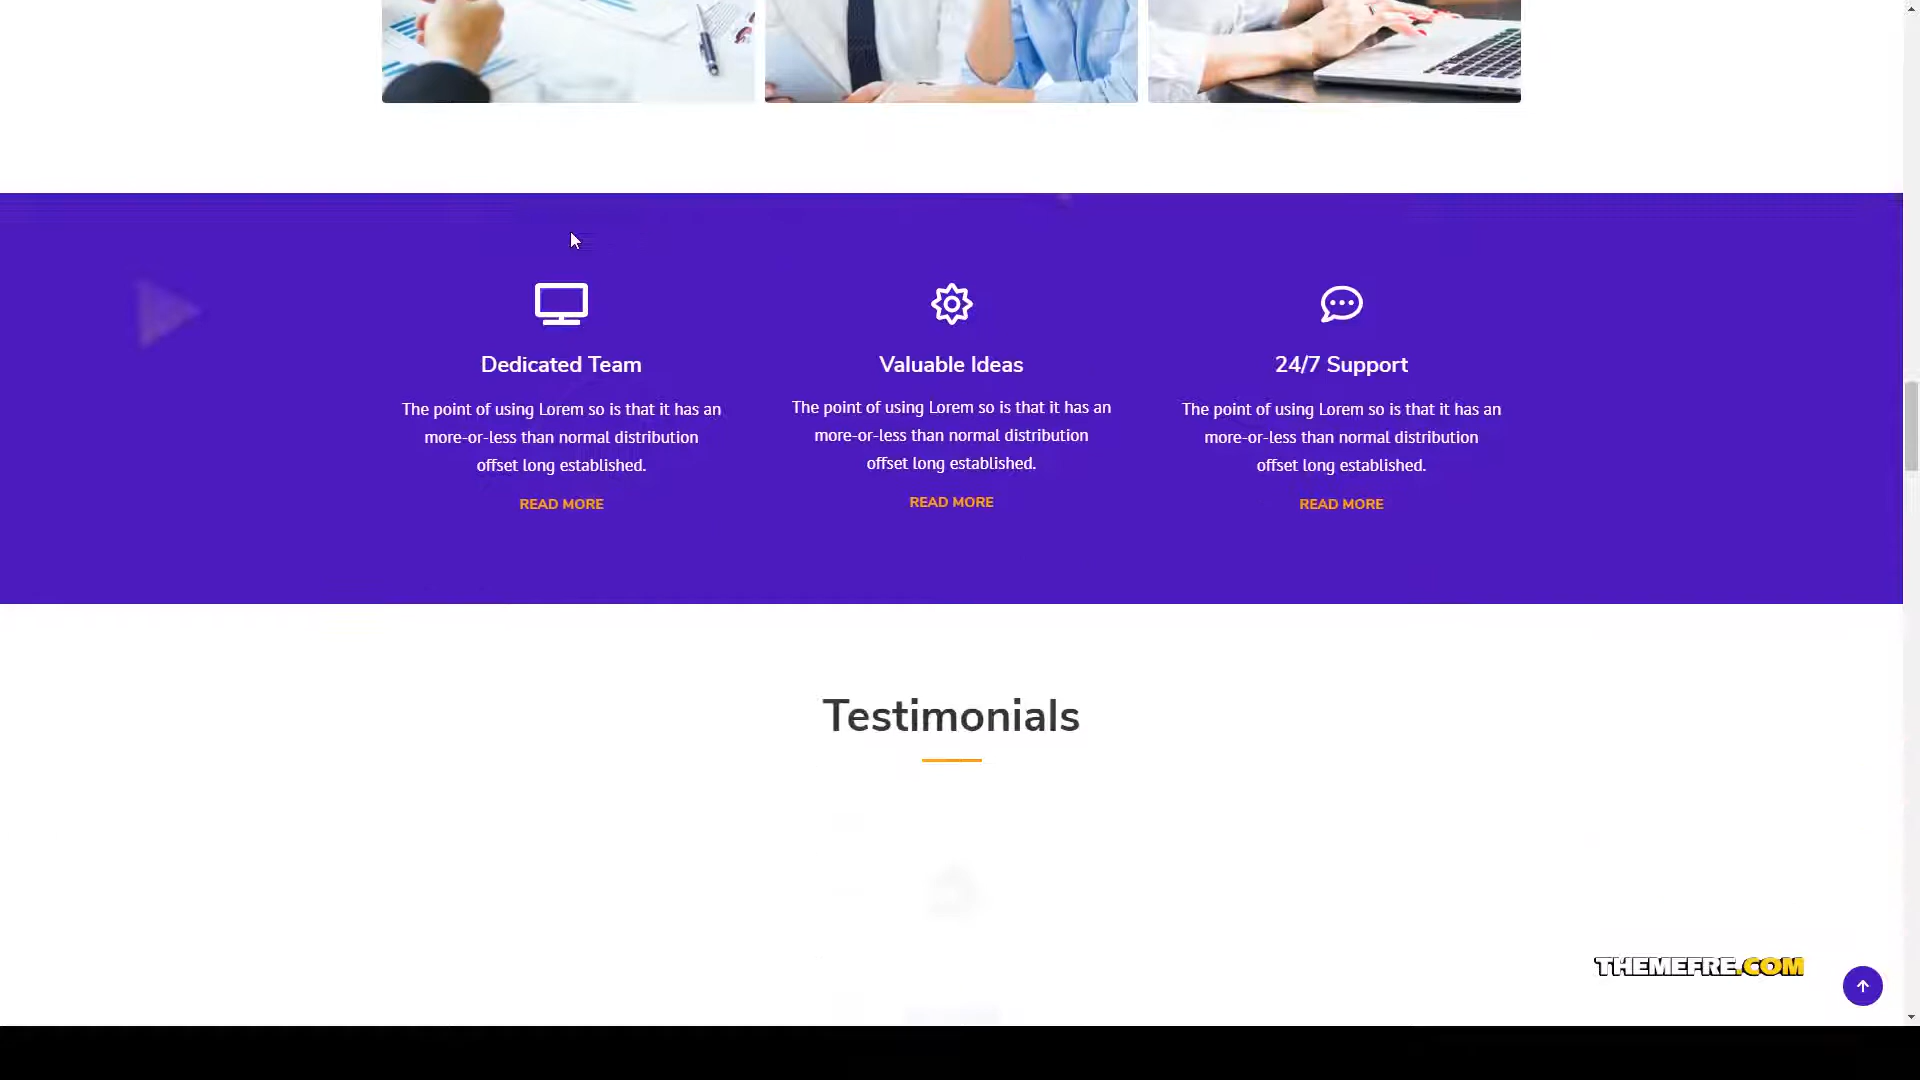 Dedicated Team
The point of using Lorem so is that it has an
more-or-less than normal distribution
offset long established.
READ MORE
Valuable Ideas
The point of using Lorem so is that it has an
more-or-less than normal distribution
offset long established.
READ MORE
24/7 Support
The point of using Lorem so is that it has an
more-or-less than normal distribution
offset long established.
READ MORE
Testimonials
THEMEFRE.COM